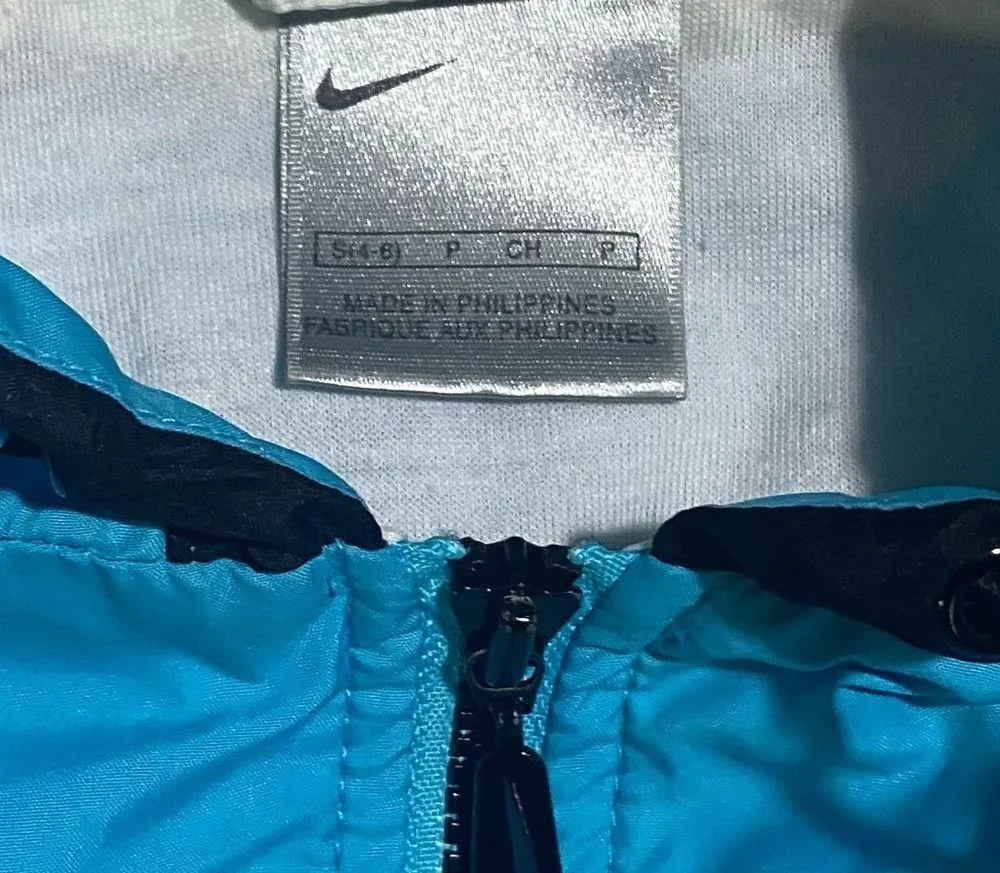 S(4-6) P CH P
MADE IN PHILIPPINES
FABRIQUE AUX PHILIPPINES